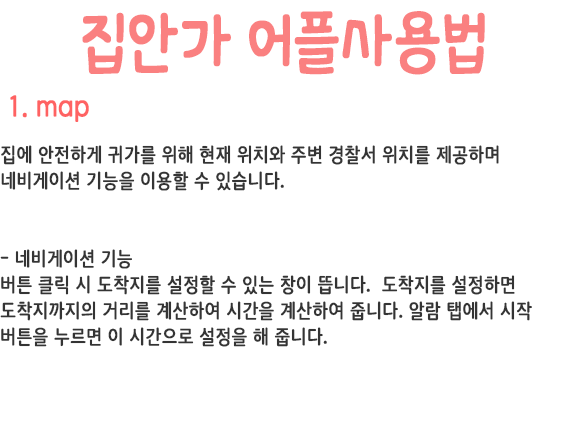 집안가 어플사용법
1. map
집에 안전하게 귀가를 위해 현재 위치와 주변 경찰서 위치를 제공하며
네비게이션 기능을 이용할 수 있습니다.
- 네비게이션 기능
버튼 클릭 시 도착지를 설정할 수 있는 창이 뜹니다. 도착지를 설정하면
도착지까지의 거리를 계산하여 시간을 계산하여 줍니다. 알람 탭에서 시작
버튼을 누르면 이 시간으로 설정을 해 줍니다.